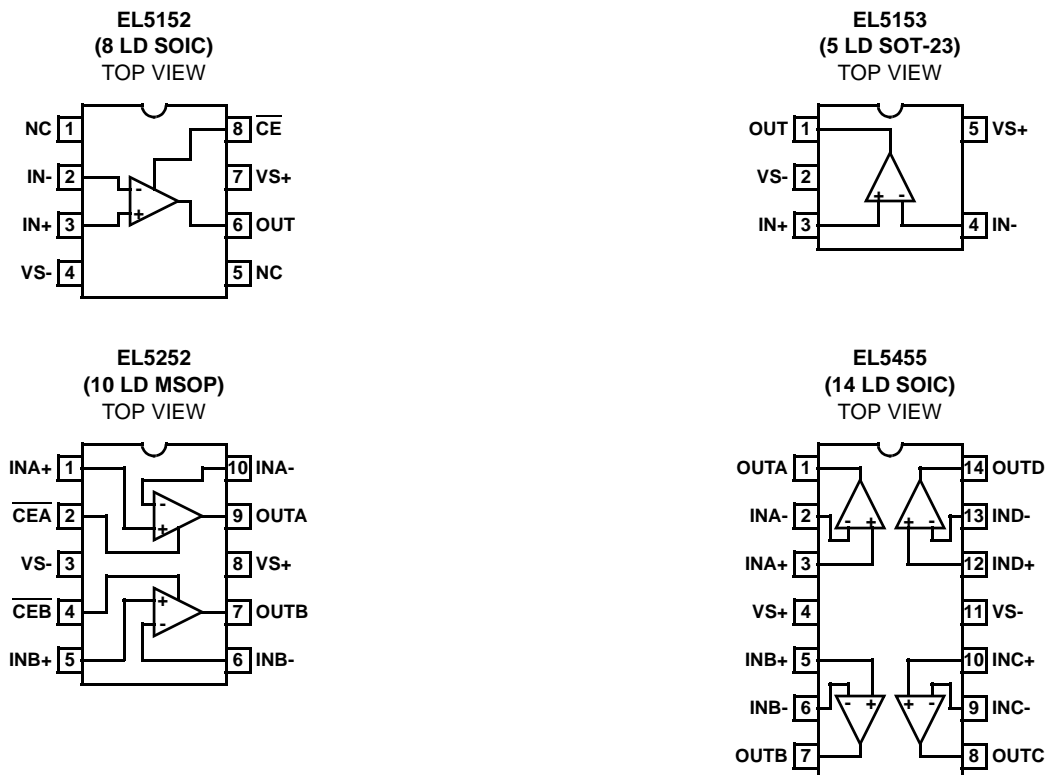 EL5152
(8 LD SOIC)
TOP VIEW
NC 1 8 C̅E̅
IN- 2 7 VS+
- 
IN+ 3 + 6 OUT
VS- 4 5 NC
EL5153
(5 LD SOT-23)
TOP VIEW
OUT 1 5 VS+
VS- 2
+ -
IN+ 3 4 IN-
EL5252
(10 LD MSOP)
TOP VIEW
INA+ 1 10 INA-
-
C̅E̅A̅ 2 + 9 OUTA
VS- 3 8 VS+
+
C̅E̅B̅ 4 7 OUTB
-
INB+ 5 6 INB-
EL5455
(14 LD SOIC)
TOP VIEW
OUTA 1 14 OUTD
INA- 2 - + + - 13 IND-
INA+ 3 12 IND+
VS+ 4 11 VS-
INB+ 5 10 INC+
INB- 6 - + + - 9 INC-
OUTB 7 8 OUTC